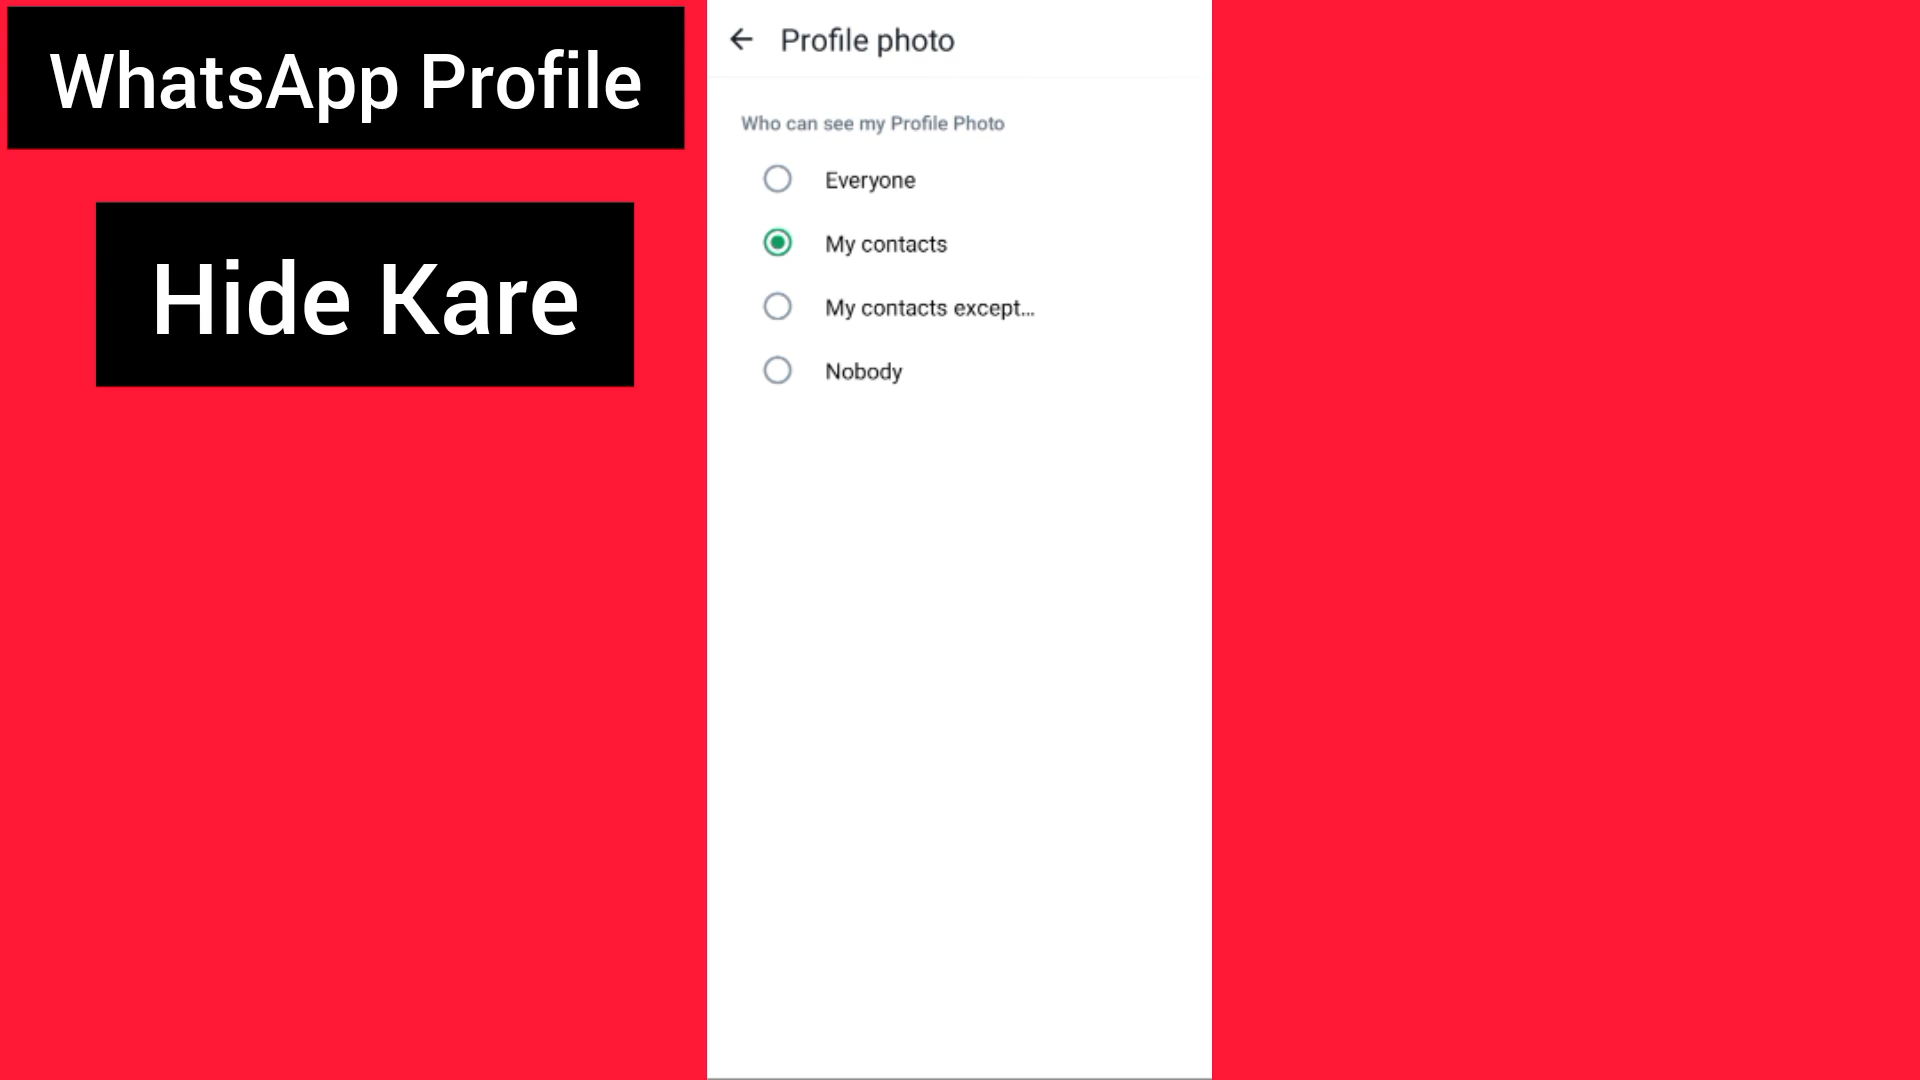 WhatsApp Profile
Hide Kare
Profile photo
Who can see my Profile Photo
Everyone
My contacts
My contacts except...
Nobody